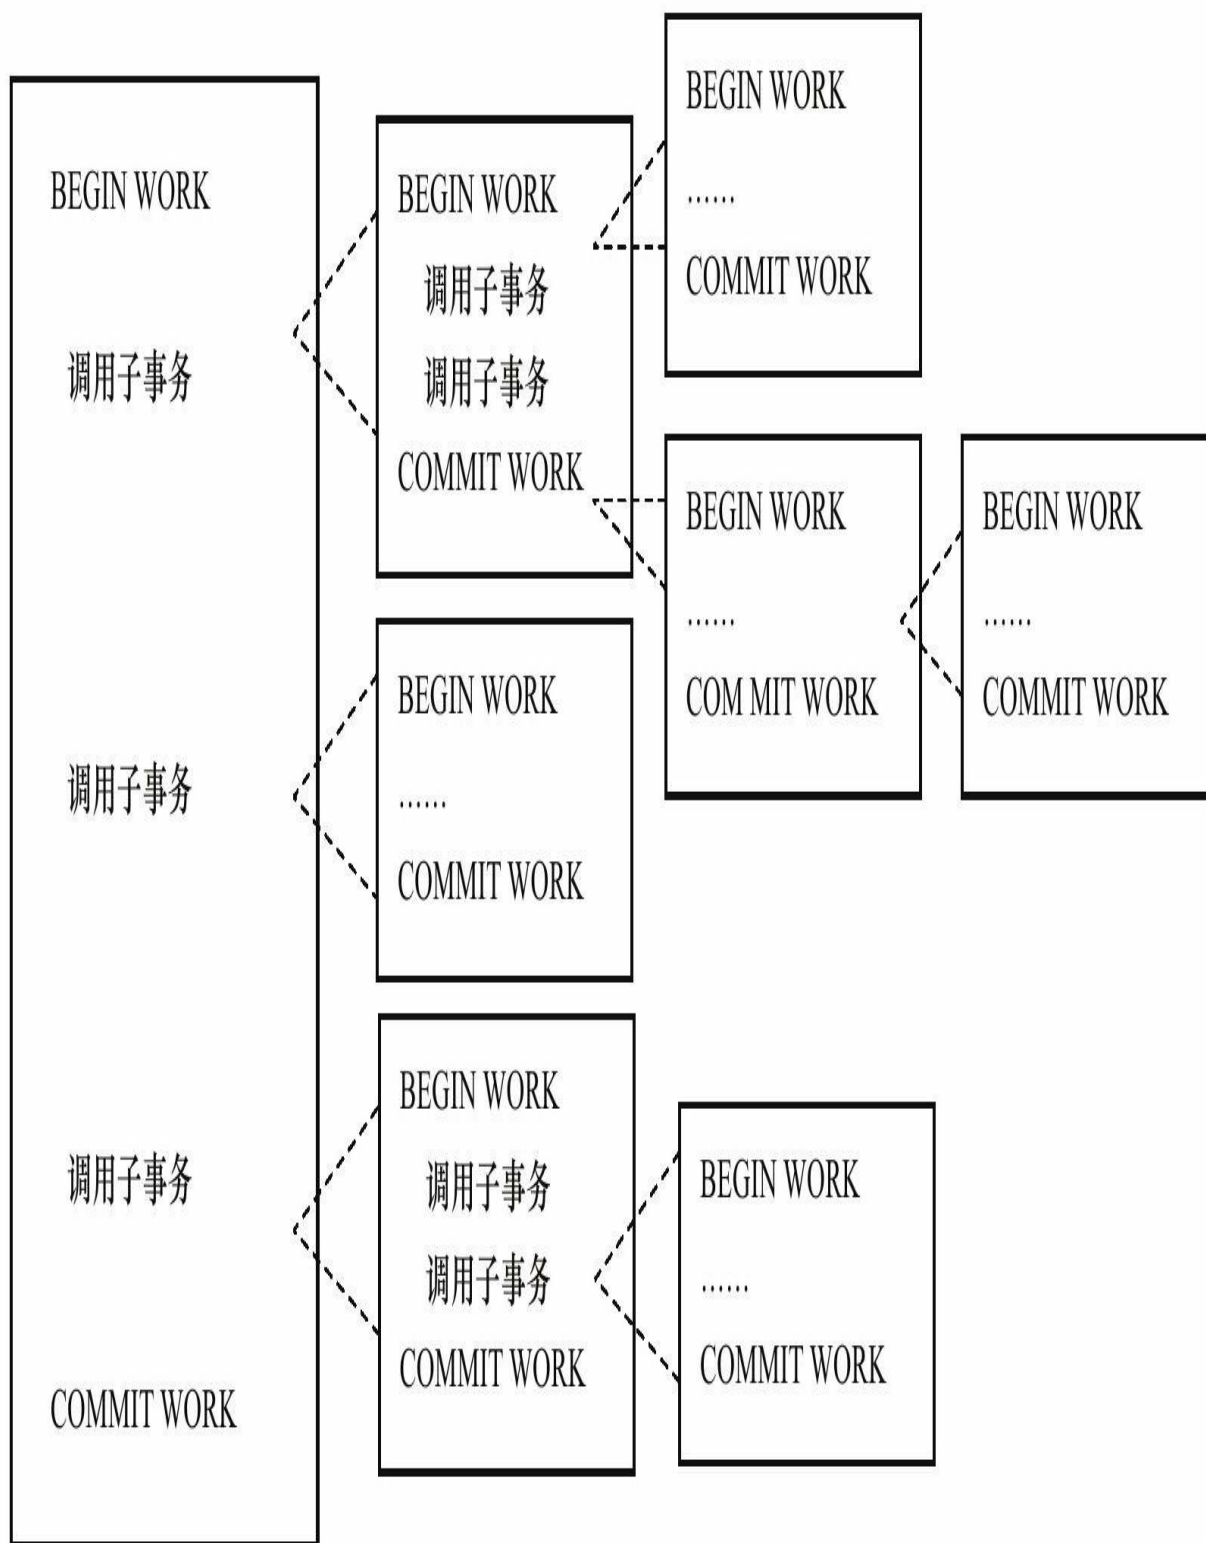 BEGIN WORK
调用子事务
调用子事务
调用子事务
COMMIT WORK
BEGIN WORK
调用子事务
调用子事务
COMMIT WORK
BEGIN WORK
......
COMMIT WORK
BEGIN WORK
......
COM MIT WORK
BEGIN WORK
......
COMMIT WORK
BEGIN WORK
......
COMMIT WORK
BEGIN WORK
调用子事务
调用子事务
COMMIT WORK
BEGIN WORK
......
COMMIT WORK